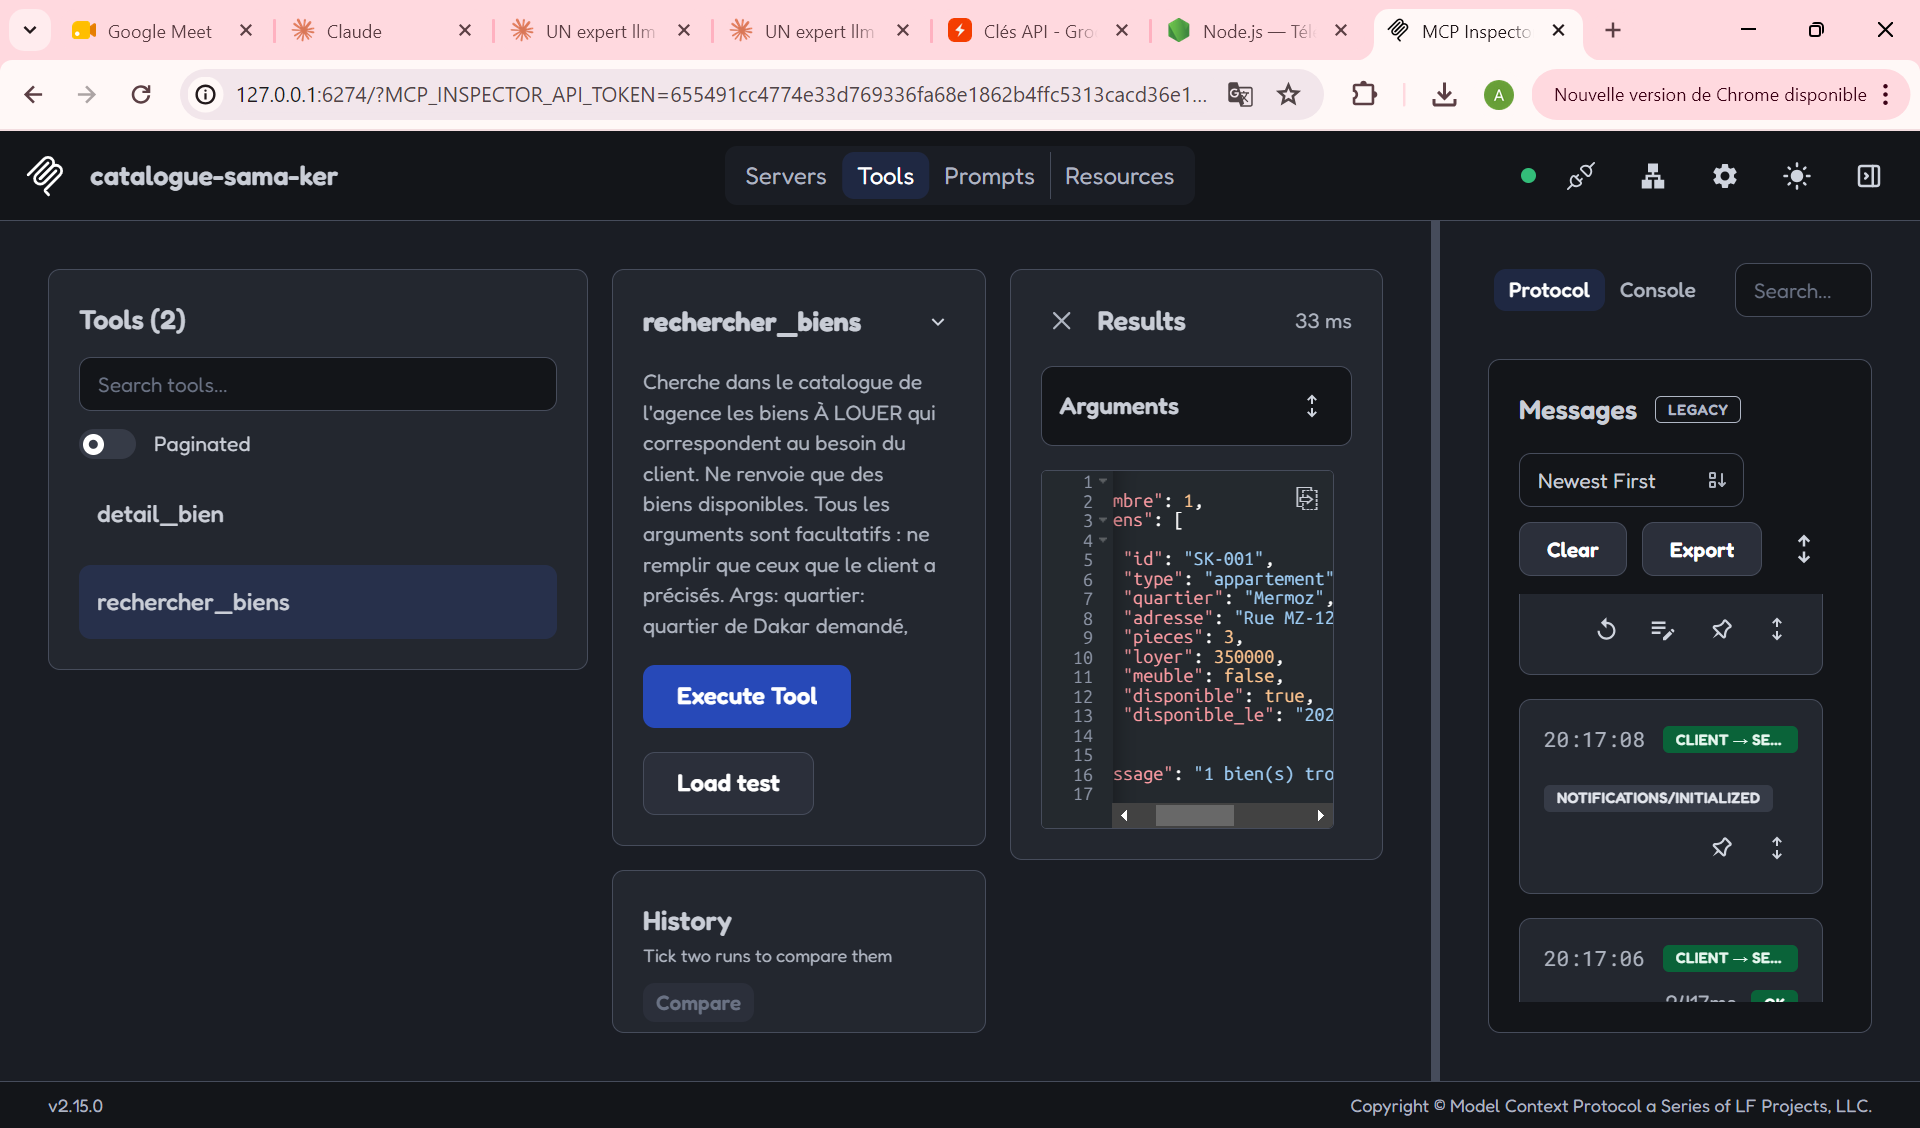 Google Meet
Claude
UN expert llm
UN expert llm
Clés API - Gro
Node.js — Tél
MCP Inspecto
127.0.0.1:6274/?MCP_INSPECTOR_API_TOKEN=655491cc4774e33d769336fa68e1862b4ffc5313cacd36e1...
A
Nouvelle version de Chrome disponible
catalogue-sama-ker
Servers
Tools
Prompts
Resources
Tools (2)
Search tools...
Paginated
detail_bien
rechercher_biens
rechercher_biens
Cherche dans le catalogue de
l'agence les biens À LOUER qui
correspondent au besoin du
client. Ne renvoie que des
biens disponibles. Tous les
arguments sont facultatifs : ne
remplir que ceux que le client a
précisés. Args: quartier:
quartier de Dakar demandé,
Execute Tool
Load test
History
Tick two runs to compare them
Compare
Results
33 ms
Arguments
1
2 mbre": 1,
3 ens": [
4
5 "id": "SK-001",
6 "type": "appartement"
7 "quartier": "Mermoz",
8 "adresse": "Rue MZ-12
9 "pieces": 3,
10 "loyer": 350000,
11 "meuble": false,
12 "disponible": true,
13 "disponible_le": "202
14
15
16 ssage": "1 bien(s) tro
17
Protocol
Console
Search...
Messages
LEGACY
Newest First
Clear
Export
20:17:08
CLIENT → SE...
NOTIFICATIONS/INITIALIZED
20:17:06
CLIENT → SE...
v2.15.0
Copyright © Model Context Protocol a Series of LF Projects, LLC.